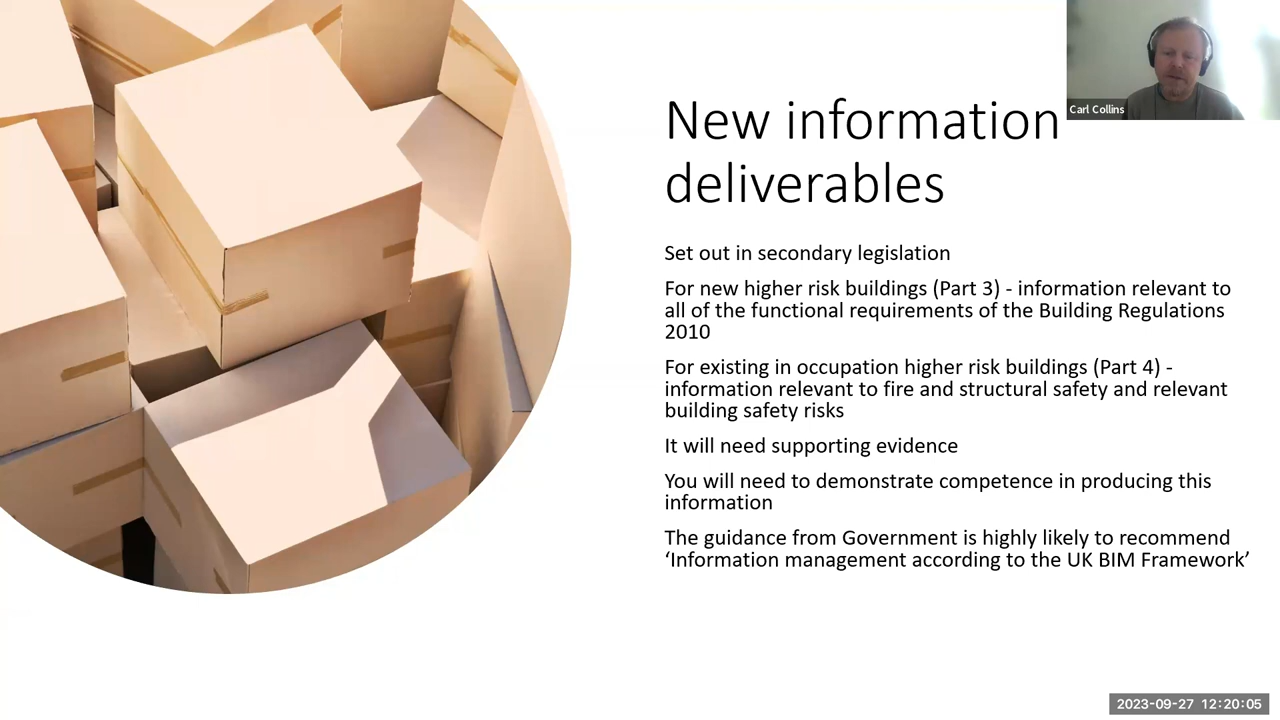 Carl Collins
New information
deliverables
Set out in secondary legislation
For new higher risk buildings (Part 3) - information relevant to
all of the functional requirements of the Building Regulations
2010
For existing in occupation higher risk buildings (Part 4) -
information relevant to fire and structural safety and relevant
building safety risks
It will need supporting evidence
You will need to demonstrate competence in producing this
information
The guidance from Government is highly likely to recommend
‘Information management according to the UK BIM Framework’
2023-09-27 12:20:05